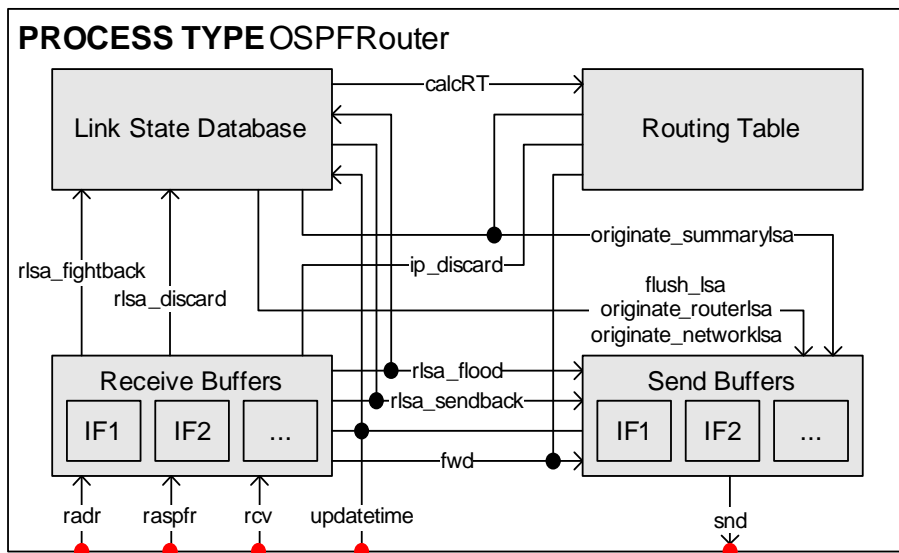 PROCESS TYPE OSPFRouter
calcRT
Link State Database
Routing Table
originate_summarylsa
rlsa_fightback
ip_discard
rlsa_discard
flush_lsa
originate_routerlsa
originate_networklsa
Receive Buffers
rlsa_flood
Send Buffers
rlsa_sendback
IF1 IF2 ...
IF1 IF2 ...
fwd
radr raspfr rcv updatetime snd